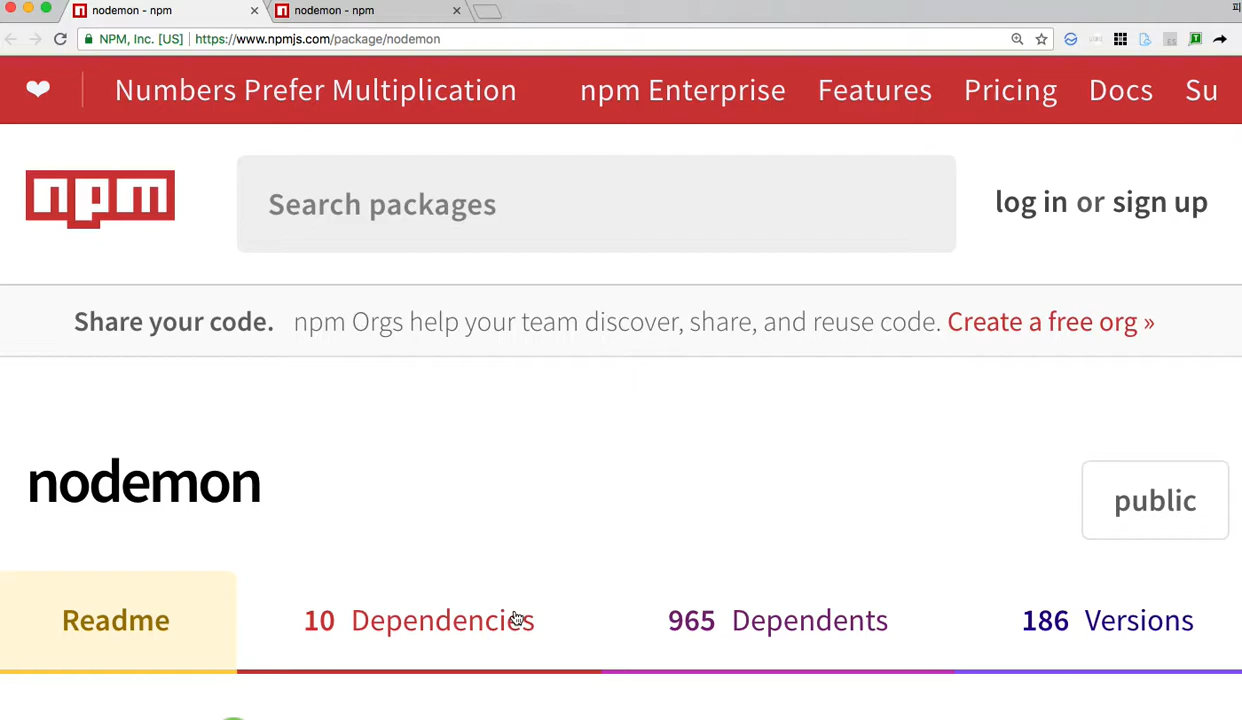 nodemon - npm
nodemon - npm
NPM, Inc. [US] https://www.npmjs.com/package/nodemon
❤ Numbers Prefer Multiplication npm Enterprise Features Pricing Docs Su
npm Search packages log in or sign up
Share your code. npm Orgs help your team discover, share, and reuse code. Create a free org »
nodemon
public
Readme 10 Dependencies 965 Dependents 186 Versions